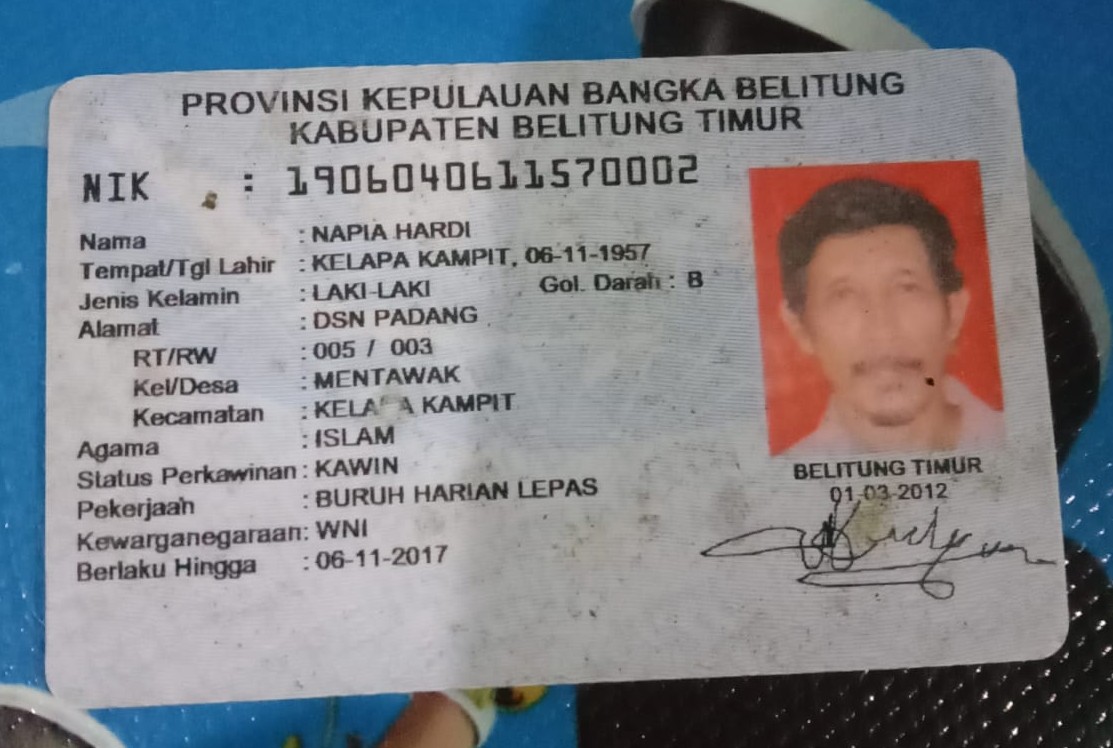 PROVINSI KEPULAUAN BANGKA BELITUNG
KABUPATEN BELITUNG TIMUR
NIK : 1906040611570002
Nama : NAPIA HARDI
Tempat/Tgl Lahir : KELAPA KAMPIT, 06-11-1957
Jenis Kelamin : LAKI-LAKI Gol. Darah : B
Alamat : DSN PADANG
RT/RW : 005 / 003
Kel/Desa : MENTAWAK
Kecamatan : KELAPA KAMPIT
Agama : ISLAM
Status Perkawinan : KAWIN
Pekerjaan : BURUH HARIAN LEPAS
Kewarganegaraan : WNI
Berlaku Hingga : 06-11-2017
BELITUNG TIMUR
01-03-2012